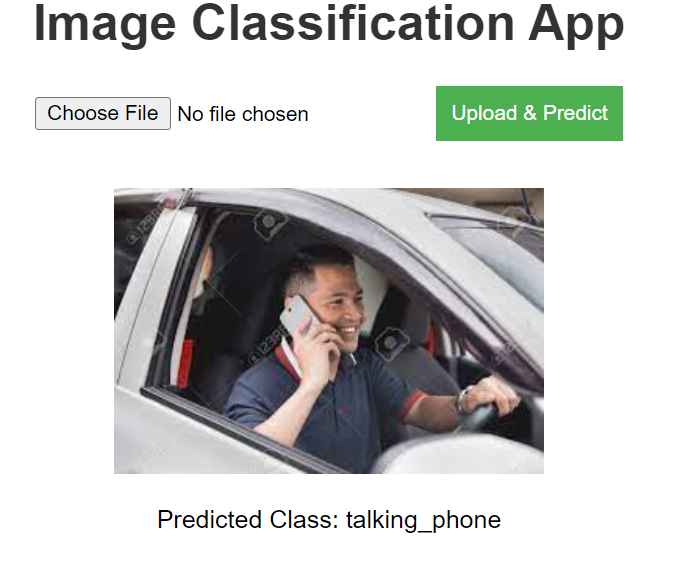 Image Classification App
Choose File No file chosen
Upload & Predict
Predicted Class: talking_phone